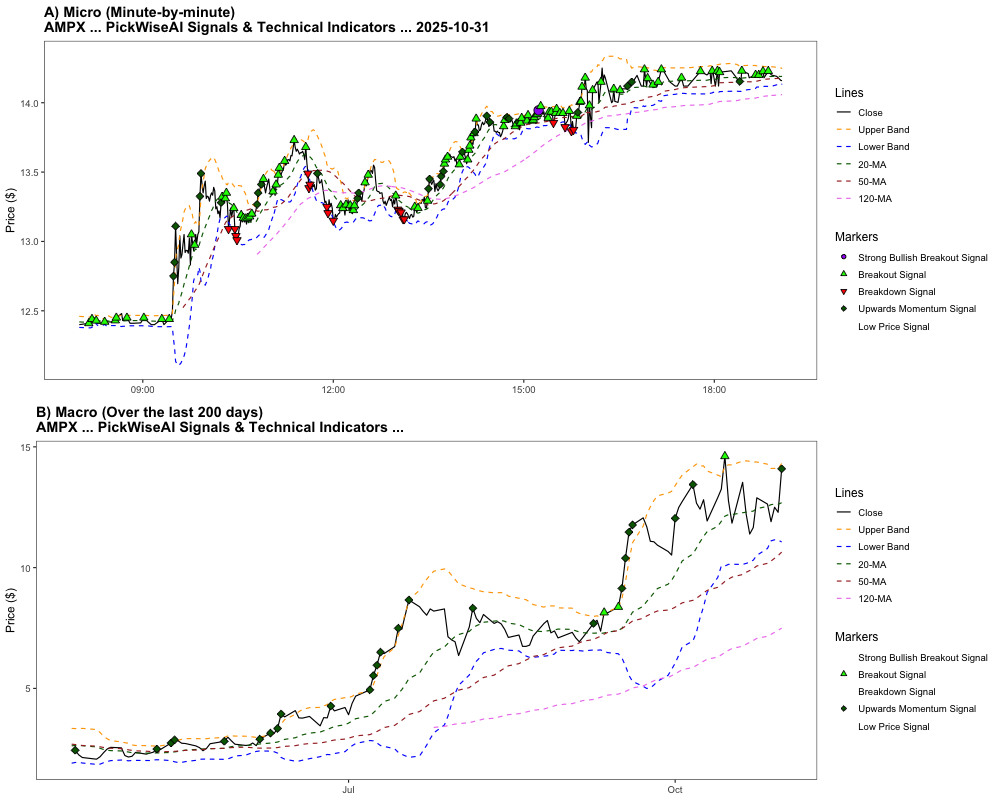 A) Micro (Minute-by-minute)
AMPX ... PickWiseAI Signals & Technical Indicators ... 2025-10-31
Price ($)
14.0
13.5
13.0
12.5
09:00
12:00
15:00
18:00
Lines
Close
Upper Band
Lower Band
20-MA
50-MA
120-MA
Markers
Strong Bullish Breakout Signal
Breakout Signal
Breakdown Signal
Upwards Momentum Signal
Low Price Signal
B) Macro (Over the last 200 days)
AMPX ... PickWiseAI Signals & Technical Indicators ...
Price ($)
15
10
5
Jul
Oct
Lines
Close
Upper Band
Lower Band
20-MA
50-MA
120-MA
Markers
Strong Bullish Breakout Signal
Breakout Signal
Breakdown Signal
Upwards Momentum Signal
Low Price Signal